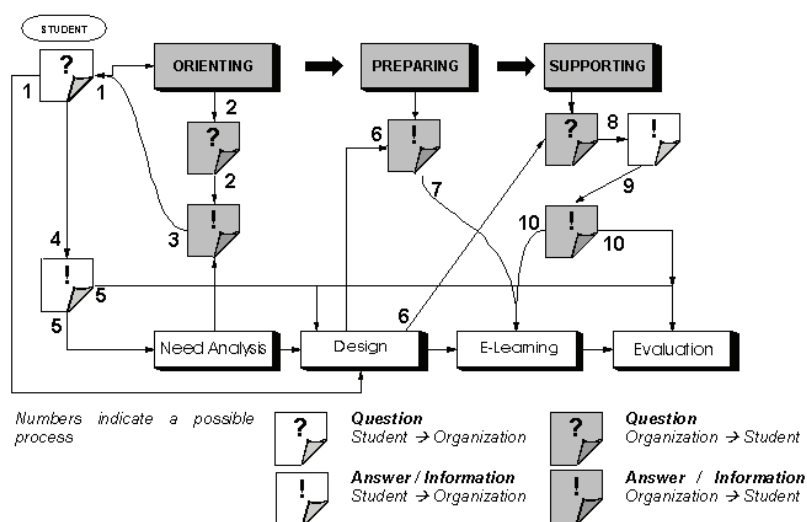 STUDENT
?
1
1
ORIENTING
PREPARING
SUPPORTING
2
?
2
3
!
6
!
7
?
8
!
9
10
!
10
4
!
5
5
6
Need Analysis
Design
E-Learning
Evaluation
Numbers indicate a possible
process
?
Question
Student → Organization
?
Question
Organization → Student
!
Answer / Information
Student → Organization
!
Answer / Information
Organization → Student